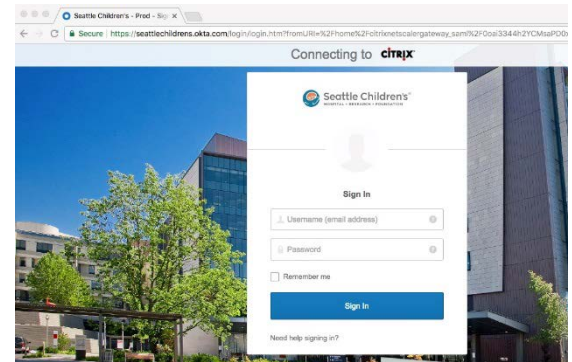 Seattle Children's - Prod - Sig
Secure | https://seattlechildrens.okta.com/login/login.htm?fromURI=%2Fhome%2Fcitrixnetscalergateway_saml%2F0oai3344h2YCMsaPD0x
Connecting to CITRIX
Seattle Children's
HOSPITAL • RESEARCH • FOUNDATION
Sign In
Username (email address)
Password
Remember me
Sign In
Need help signing in?